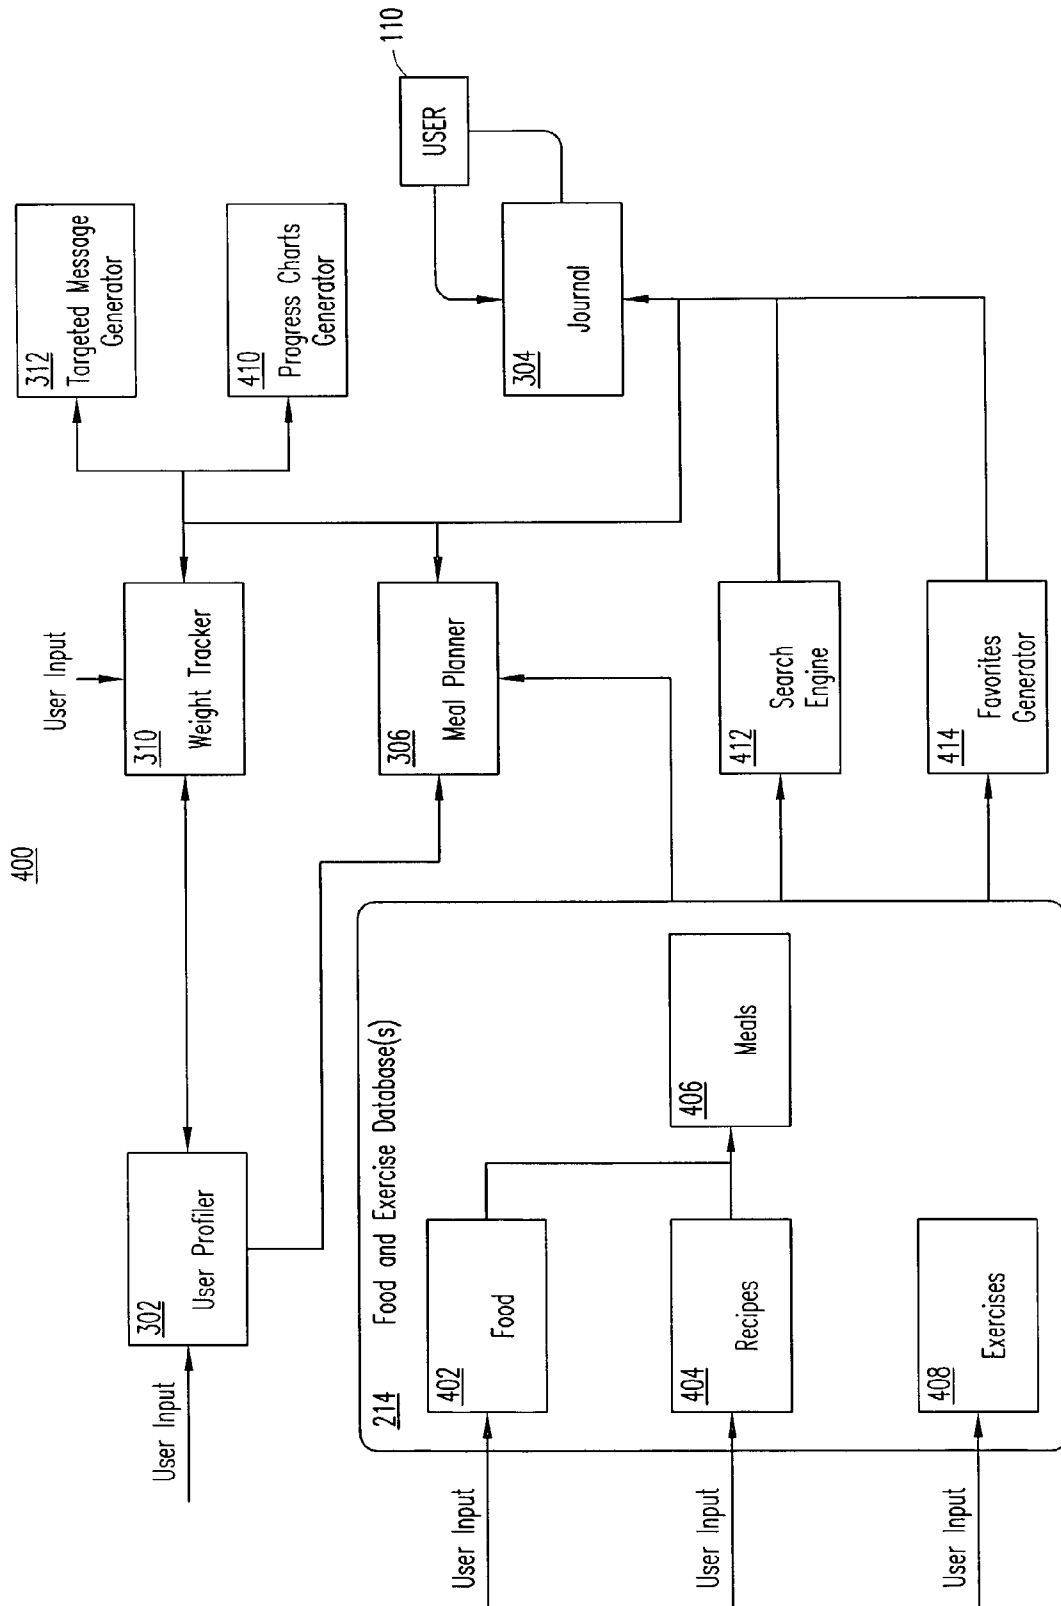 400
User Input
302
User Profiler
User Input
310
Weight Tracker
312
Targeted Message
Generator
410
Progress Charts
Generator
306
Meal Planner
USER
110
304
Journal
214
Food and Exercise Database(s)
User Input
402
Food
User Input
404
Recipes
406
Meals
User Input
408
Exercises
412
Search
Engine
414
Favorites
Generator